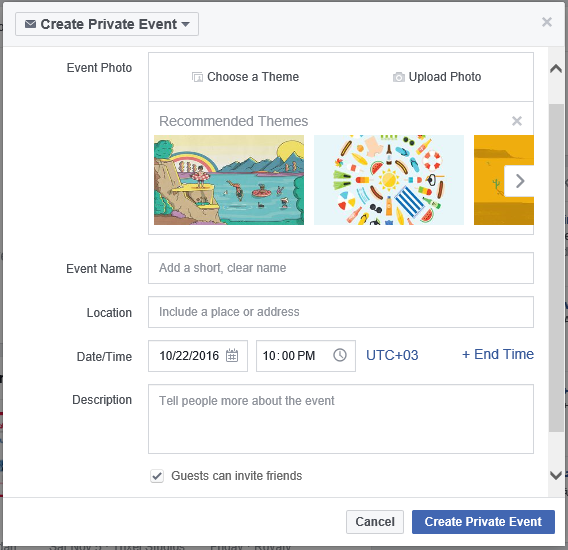 Create Private Event
Event Photo
Choose a Theme
Upload Photo
Recommended Themes
Event Name
Add a short, clear name
Location
Include a place or address
Date/Time
10/22/2016
10:00 PM
UTC+03
+ End Time
Description
Tell people more about the event
Guests can invite friends
Cancel
Create Private Event